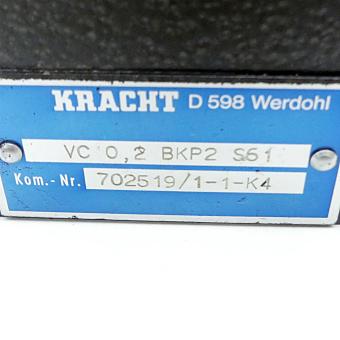 KRACHT D 598 Werdohl
VC 0,2 BKP2 S61
Kom.-Nr. 702519/1-1-K4